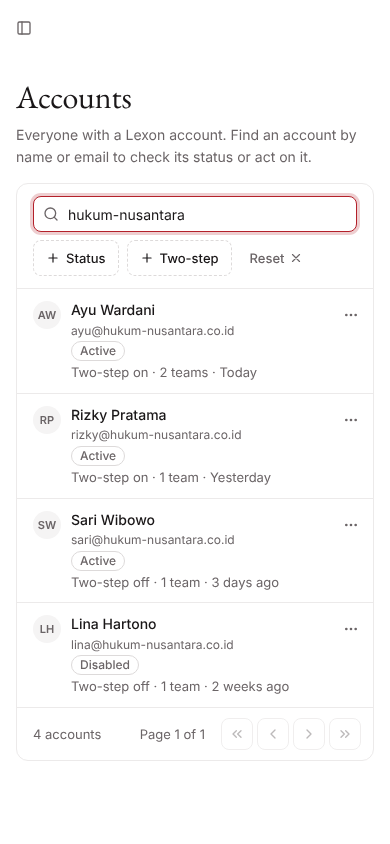 Accounts
Everyone with a Lexon account. Find an account by
name or email to check its status or act on it.
hukum-nusantara
Status
Two-step
Reset
AW
Ayu Wardani
ayu@hukum-nusantara.co.id
Active
Two-step on · 2 teams · Today
RP
Rizky Pratama
rizky@hukum-nusantara.co.id
Active
Two-step on · 1 team · Yesterday
SW
Sari Wibowo
sari@hukum-nusantara.co.id
Active
Two-step off · 1 team · 3 days ago
LH
Lina Hartono
lina@hukum-nusantara.co.id
Disabled
Two-step off · 1 team · 2 weeks ago
4 accounts
Page 1 of 1